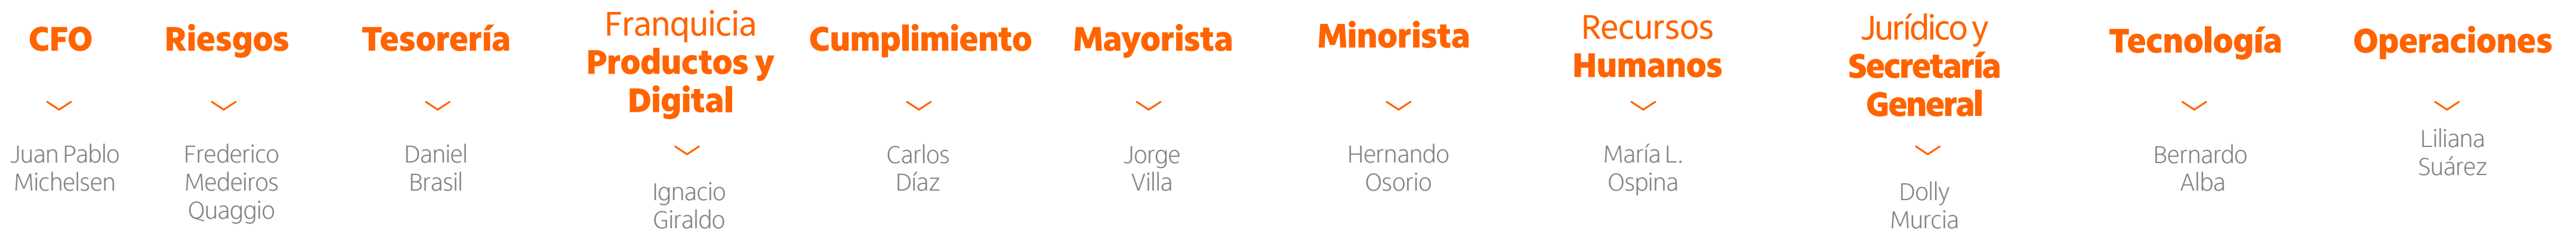 CFO
Juan Pablo
Michelsen
Riesgos
Frederico
Medeiros
Quaggio
Tesorería
Daniel
Brasil
Franquicia
Productos y
Digital
Ignacio
Giraldo
Cumplimiento
Carlos
Díaz
Mayorista
Jorge
Villa
Minorista
Hernando
Osorio
Recursos
Humanos
María L.
Ospina
Jurídico y
Secretaría
General
Dolly
Murcia
Tecnología
Bernardo
Alba
Operaciones
Liliana
Suárez